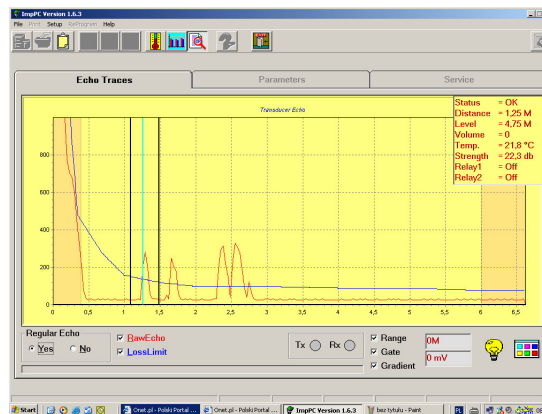 ImpPC Version 1.6.3
File Print Setup ReProgram Help
Echo Traces Parameters Service
Transducer Echo
Status = OK
Distance = 1,25 M
Level = 4,75 M
Volume = 0
Temp. = 21,8 °C
Strength = 22,3 db
Relay1 = Off
Relay2 = Off
800
600
400
200
0
0 0,5 1 1,5 2 2,5 3 3,5 4 4,5 5 5,5 6 6,5
Regular Echo
Yes No
RawEcho
LossLimit
Tx Rx
Range 0M
Gate 0 mV
Gradient
Start Onet.pl - Polski Portal ... Onet.pl - Polski Portal ... ImpPC Version 1.6.3 bez tytułu - Paint PL